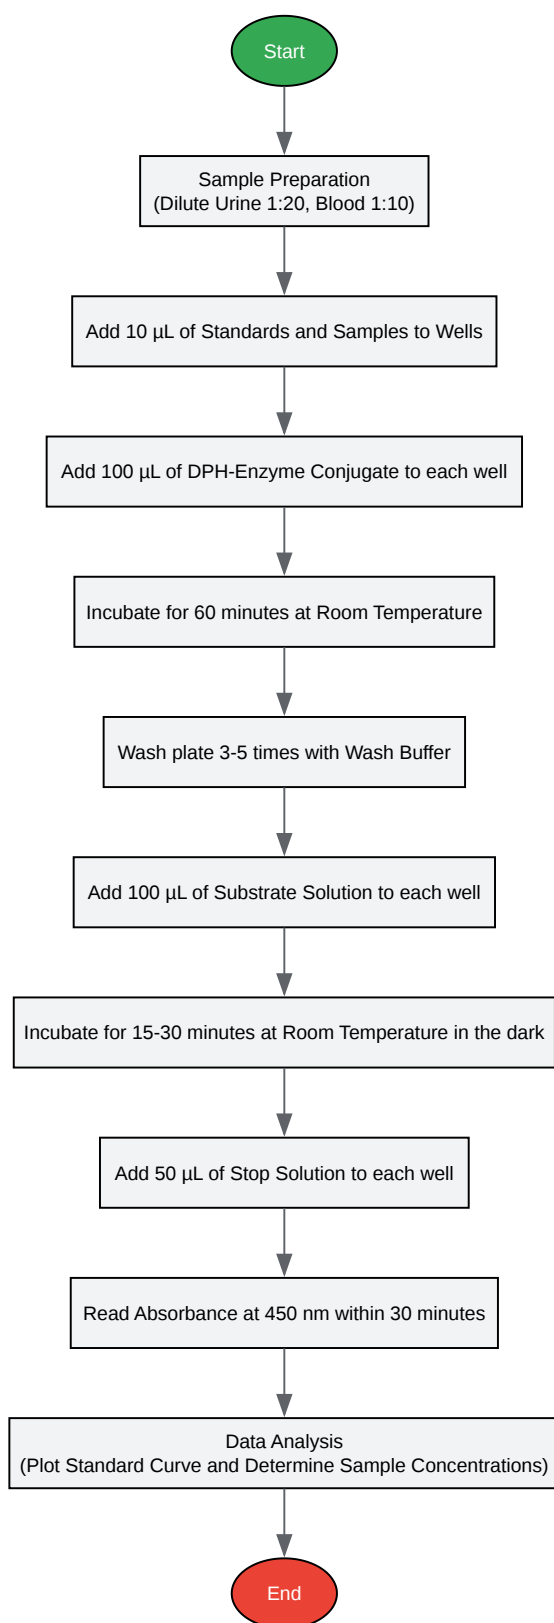 Start
Sample Preparation
(Dilute Urine 1:20, Blood 1:10)
Add 10 µL of Standards and Samples to Wells
Add 100 µL of DPH-Enzyme Conjugate to each well
Incubate for 60 minutes at Room Temperature
Wash plate 3-5 times with Wash Buffer
Add 100 µL of Substrate Solution to each well
Incubate for 15-30 minutes at Room Temperature in the dark
Add 50 µL of Stop Solution to each well
Read Absorbance at 450 nm within 30 minutes
Data Analysis
(Plot Standard Curve and Determine Sample Concentrations)
End